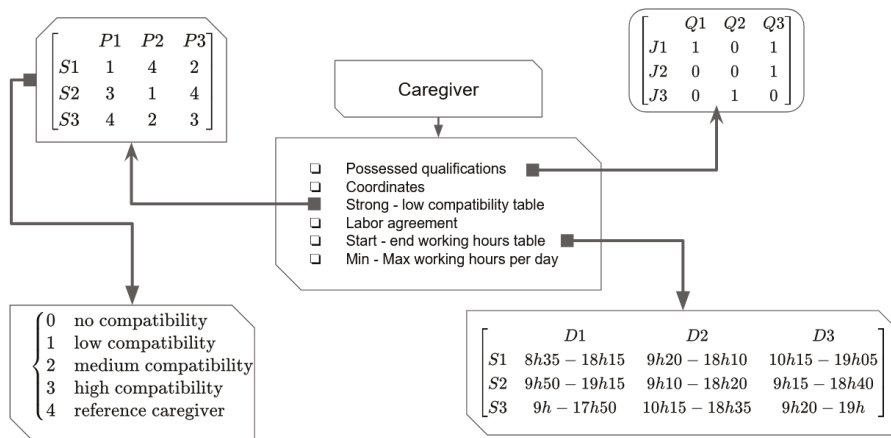 P1 P2 P3
S1 1 4 2
S2 3 1 4
S3 4 2 3
Caregiver
Q1 Q2 Q3
J1 1 0 1
J2 0 0 1
J3 0 1 0
Possessed qualifications
Coordinates
Strong - low compatibility table
Labor agreement
Start - end working hours table
Min - Max working hours per day
0 no compatibility
1 low compatibility
2 medium compatibility
3 high compatibility
4 reference caregiver
D1 D2 D3
S1 8h35 − 18h15 9h20 − 18h10 10h15 − 19h05
S2 9h50 − 19h15 9h10 − 18h20 9h15 − 18h40
S3 9h − 17h50 10h15 − 18h35 9h20 − 19h